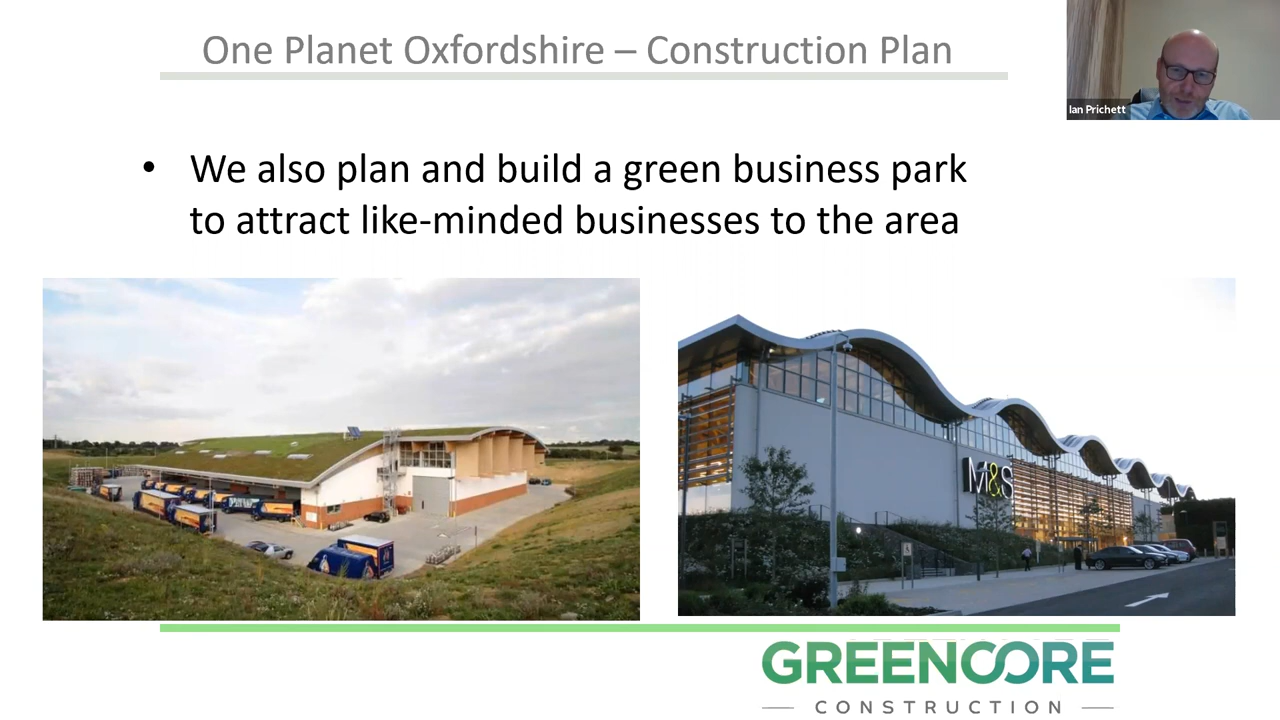 One Planet Oxfordshire – Construction Plan
Ian Prichett
• We also plan and build a green business park
to attract like-minded businesses to the area
M&S
GREENCORE
CONSTRUCTION